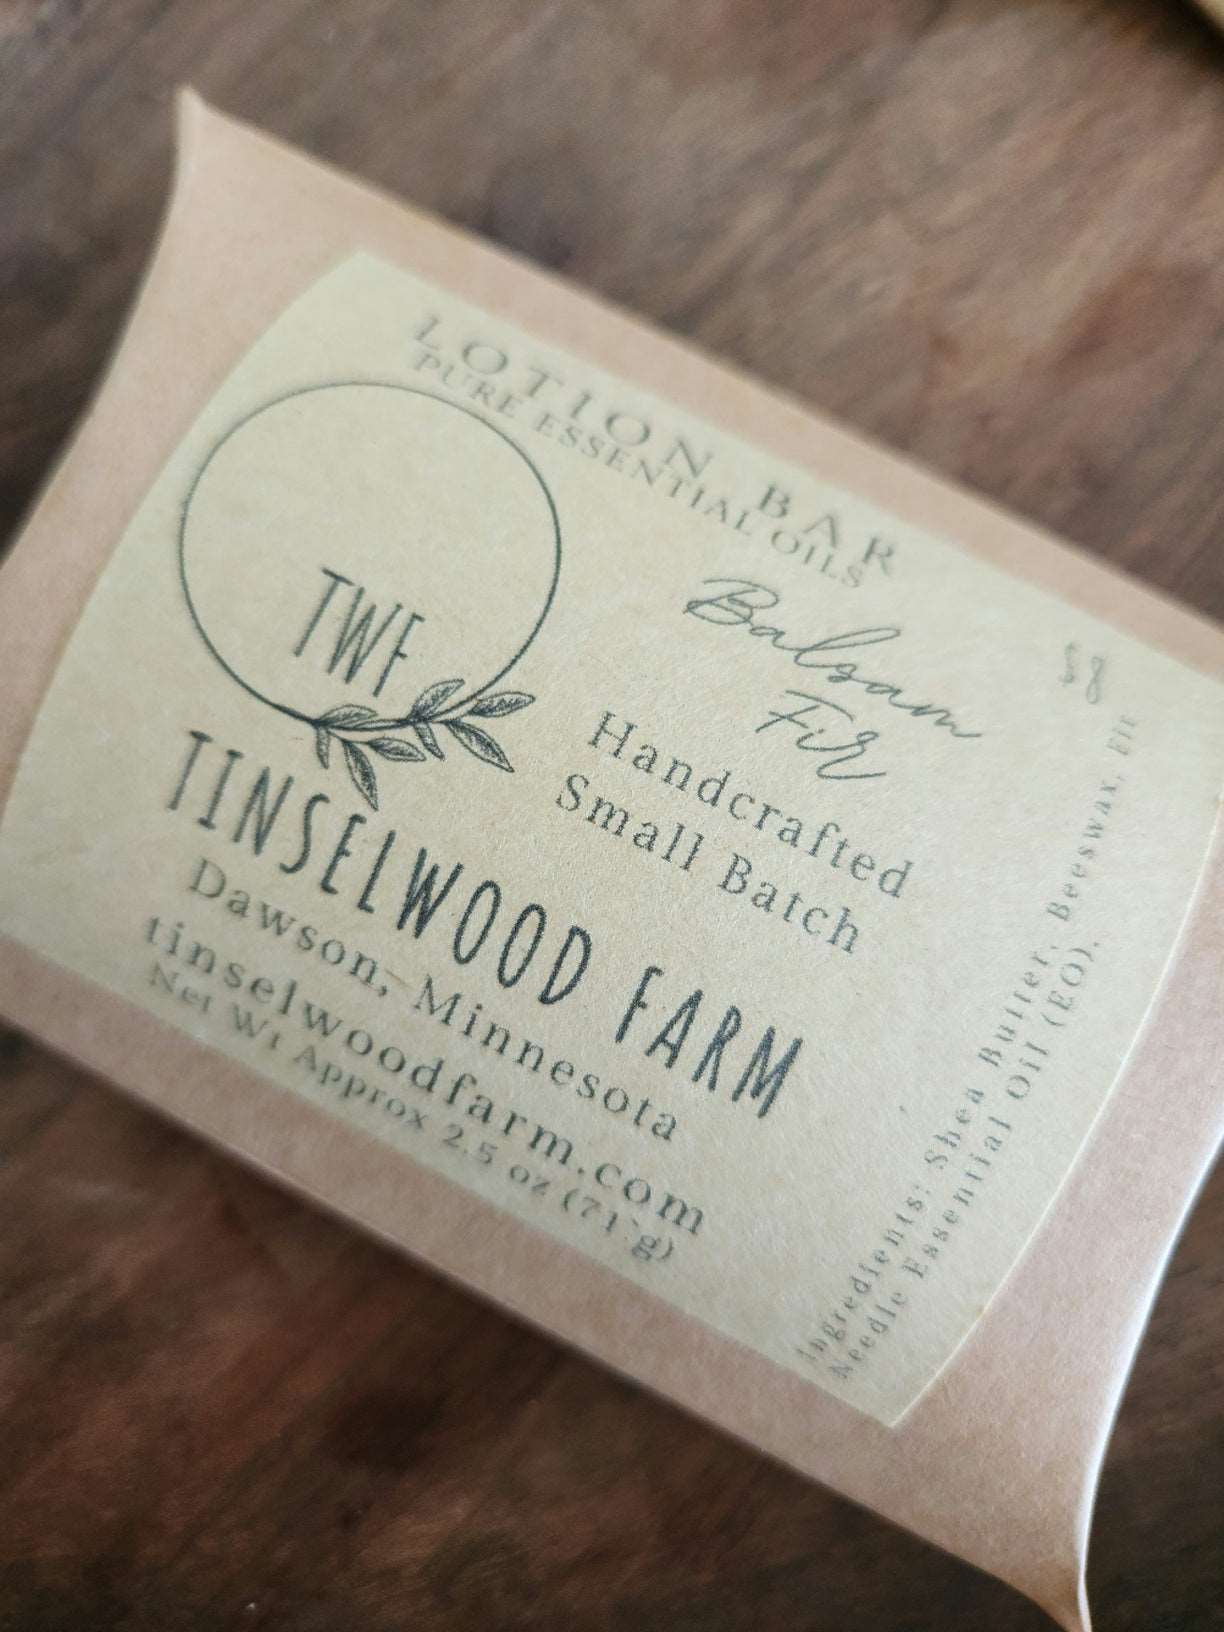 LOTION BAR
PURE ESSENTIAL OILS
TWF
Balsam
Fir
$8
Handcrafted
Small Batch
TINSELWOOD FARM
Dawson, Minnesota
tinselwoodfarm.com
Net Wt Approx 2.5 oz (71 g)
Ingredients: Shea Butter, Beeswax, Fir
Needle Essential Oil (EO).